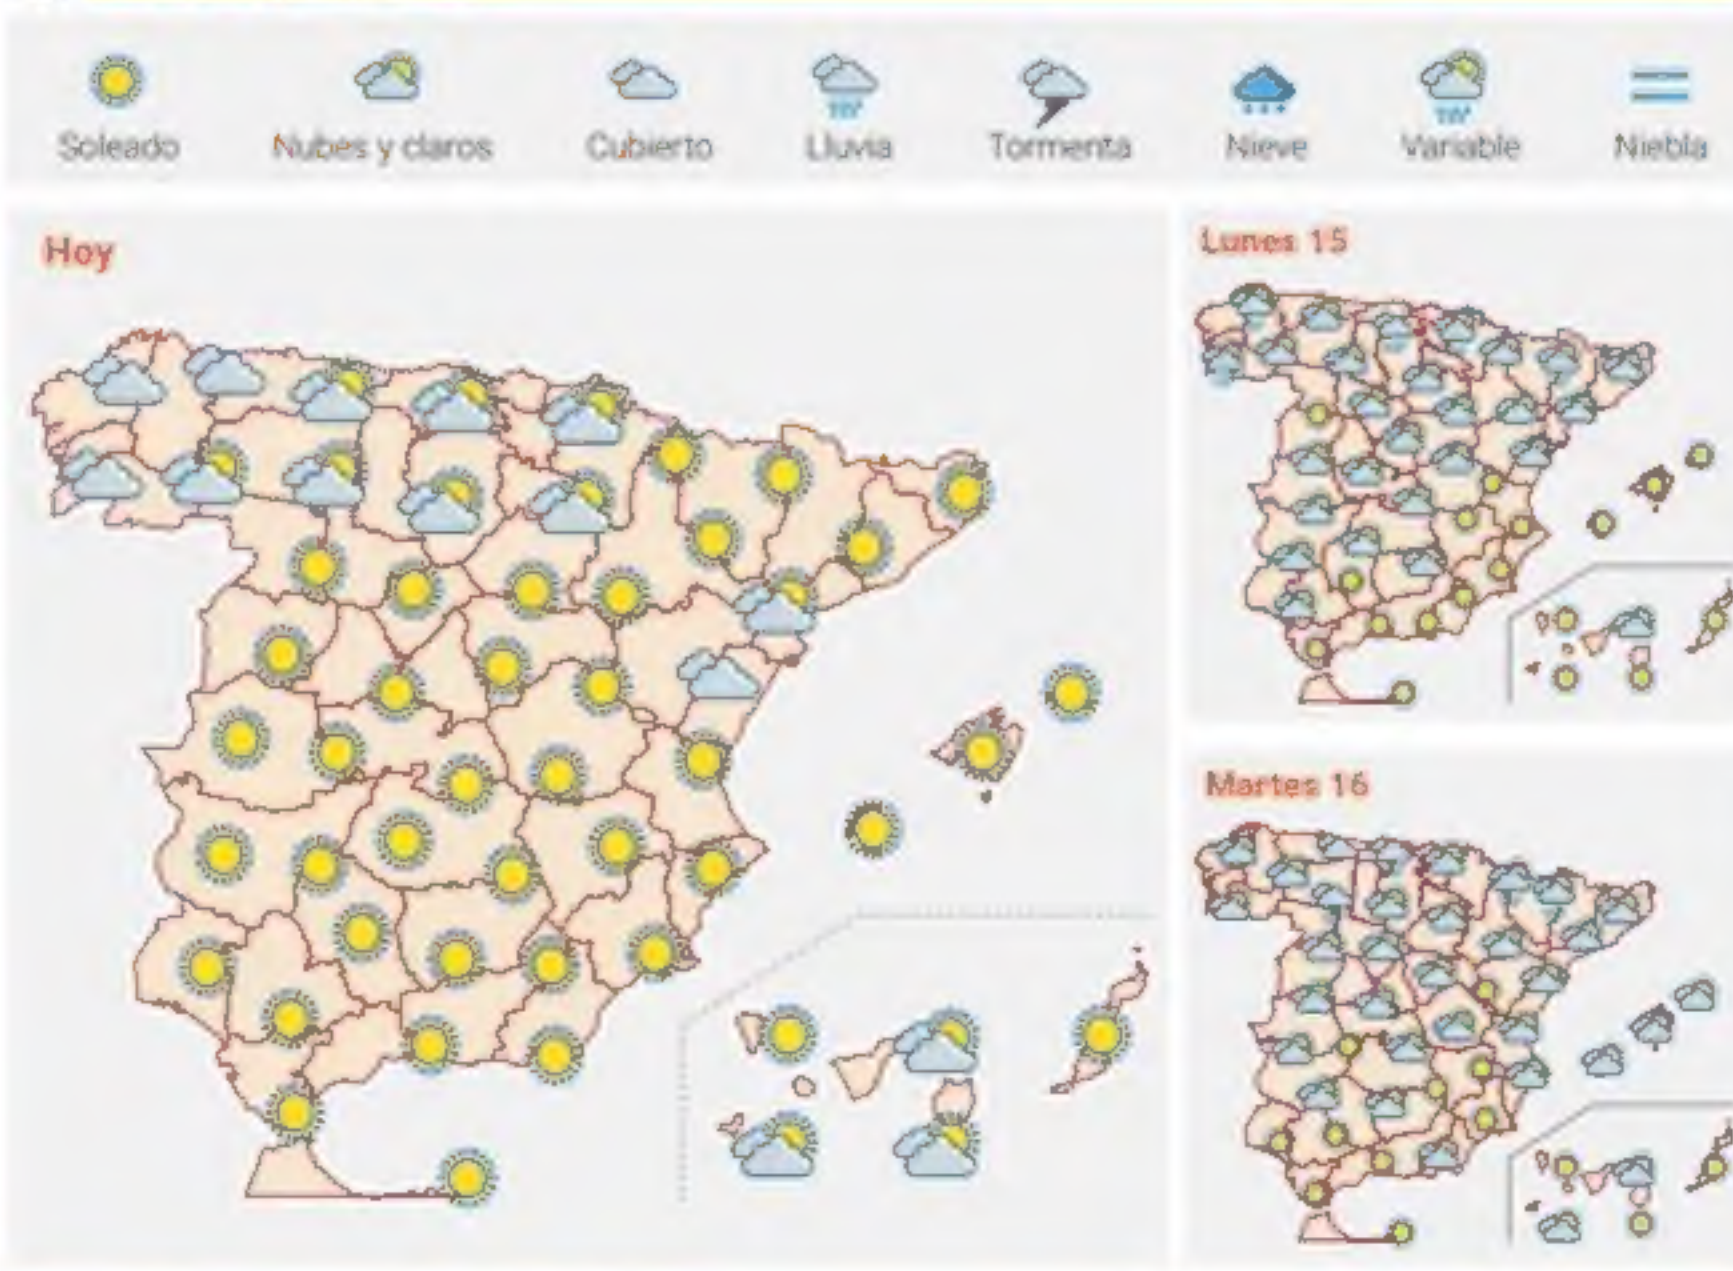 Soleado
Nubes y claros
Cubierto
Lluvia
Tormenta
Nieve
Variable
Niebla
Hoy
Lunes 15
Martes 16